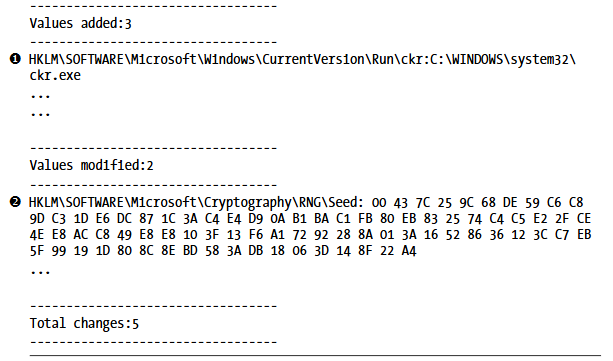 ----------------------------------
Values added:3
----------------------------------
❶ HKLM\SOFTWARE\Microsoft\Windows\CurrentVersion\Run\ckr:C:\WINDOWS\system32\
ckr.exe
...
...
----------------------------------
Values modified:2
----------------------------------
❷ HKLM\SOFTWARE\Microsoft\Cryptography\RNG\Seed: 00 43 7C 25 9C 68 DE 59 C6 C8
9D C3 1D E6 DC 87 1C 3A C4 E4 D9 0A B1 BA C1 FB 80 EB 83 25 74 C4 C5 E2 2F CE
4E E8 AC C8 49 E8 E8 10 3F 13 F6 A1 72 92 28 8A 01 3A 16 52 86 36 12 3C C7 EB
5F 99 19 1D 80 8C 8E BD 58 3A DB 18 06 3D 14 8F 22 A4
...
----------------------------------
Total changes:5
----------------------------------